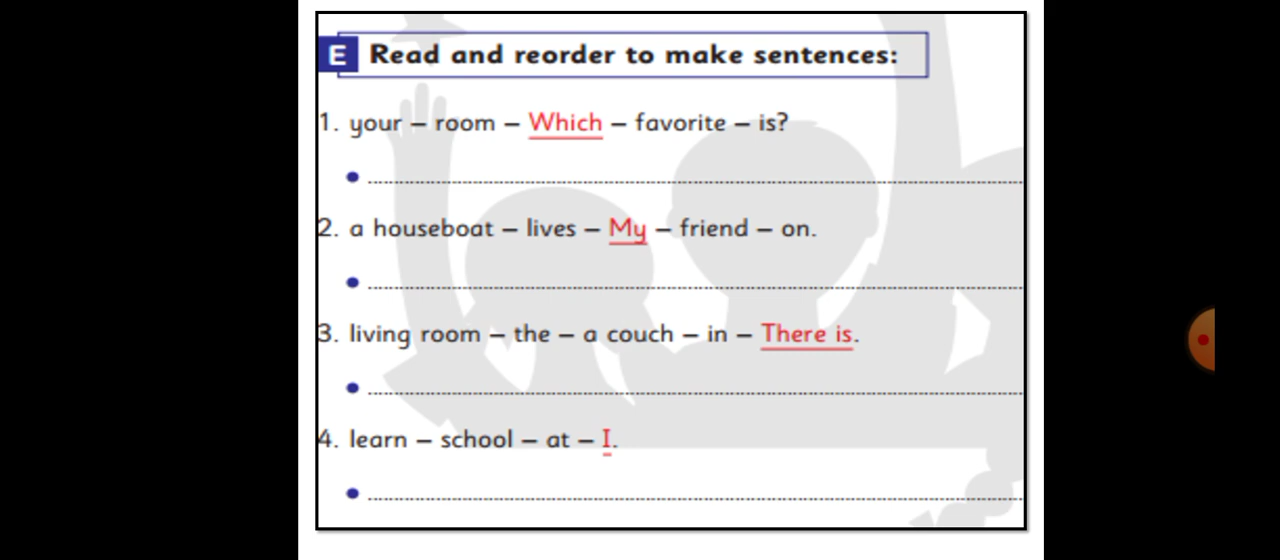 E Read and reorder to make sentences:
1. your – room – Which – favorite – is?
2. a houseboat – lives – My – friend – on.
3. living room – the – a couch – in – There is.
4. learn – school – at – I.